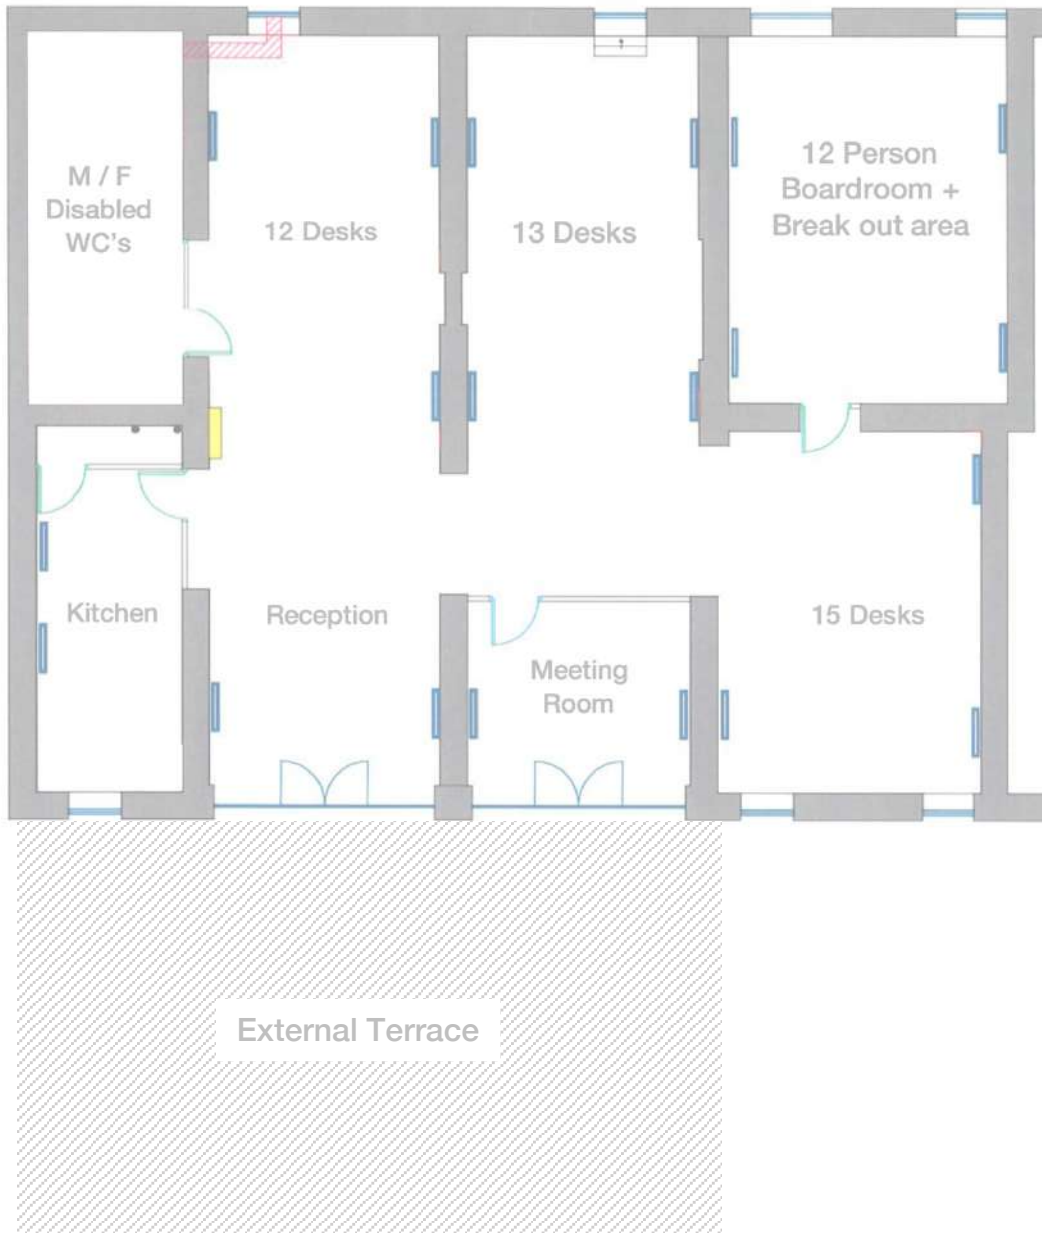 M / F
Disabled
WC's
12 Desks
13 Desks
12 Person
Boardroom +
Break out area
Kitchen
Reception
Meeting
Room
15 Desks
External Terrace